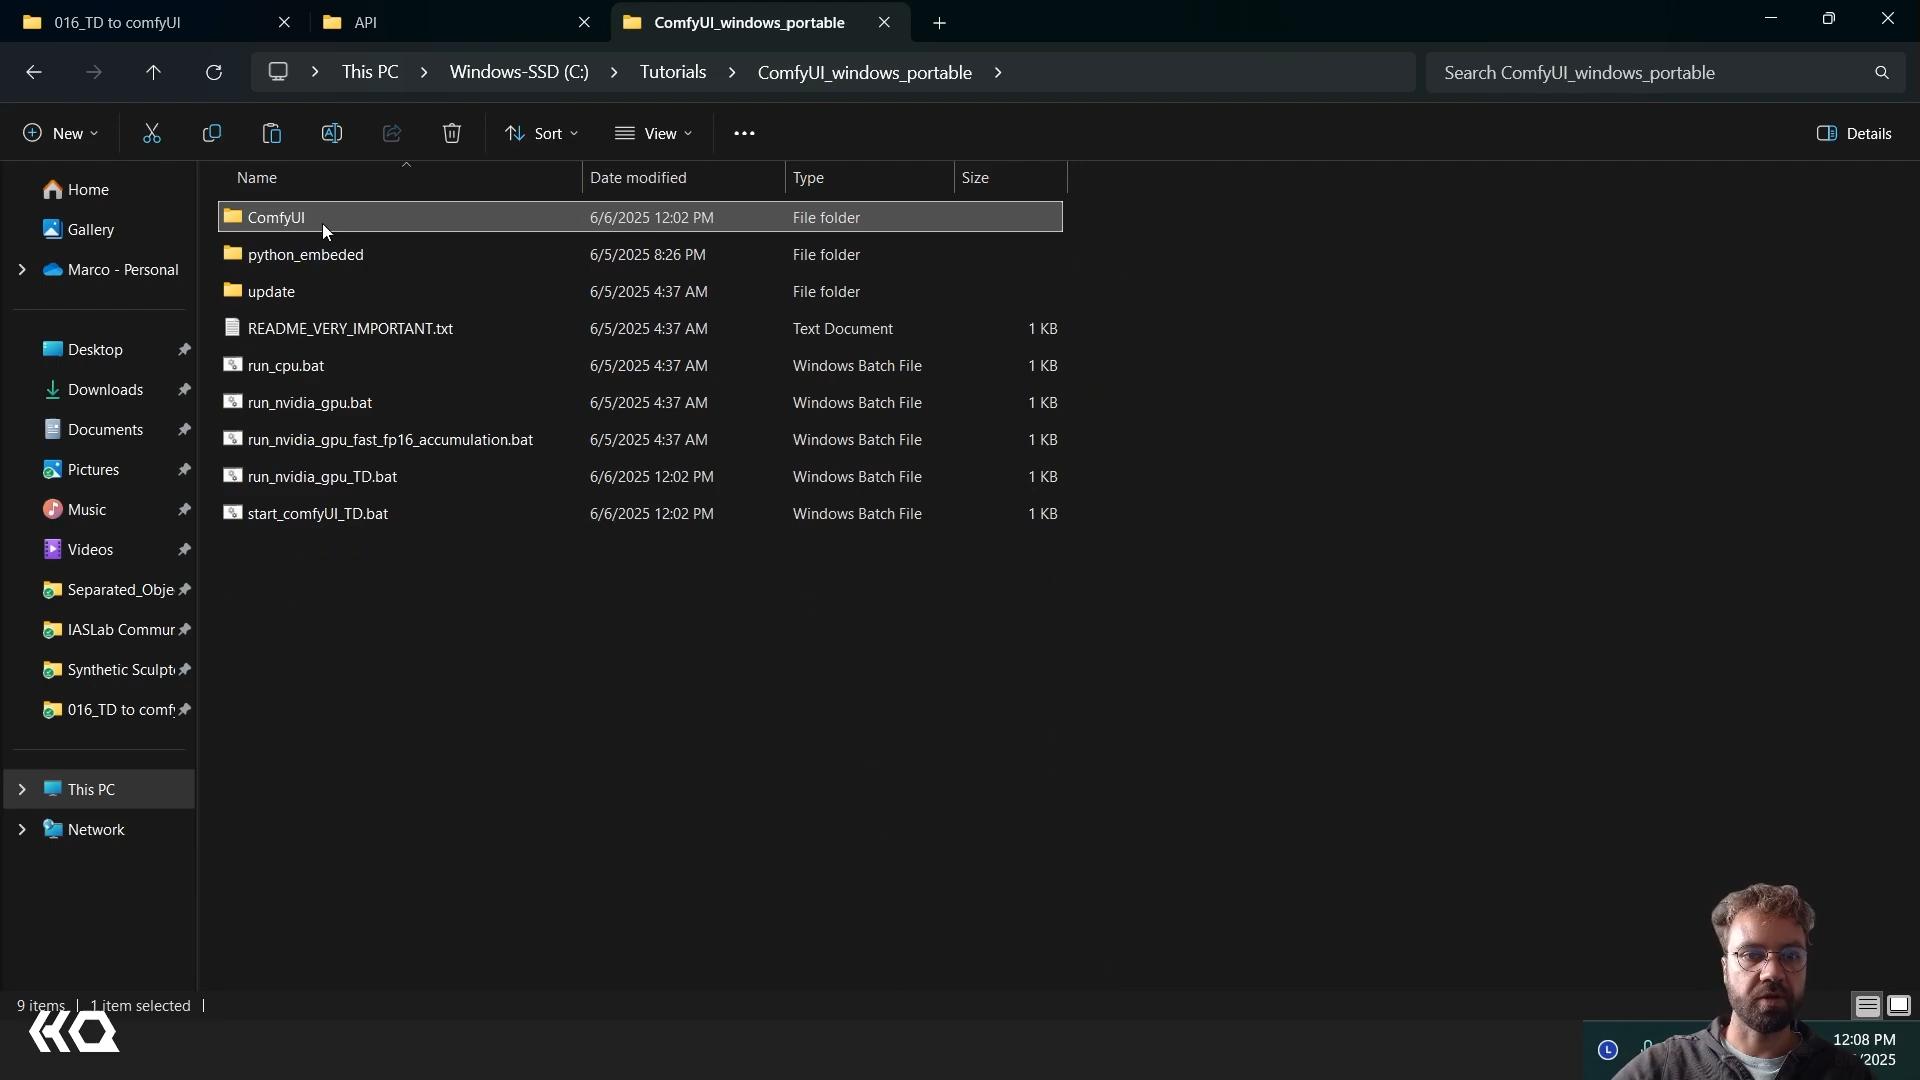 016_TD to comfyUI
API
ComfyUI_windows_portable
This PC > Windows-SSD (C:) > Tutorials > ComfyUI_windows_portable >
Search ComfyUI_windows_portable
New
Sort
View
Details
Name Date modified Type Size
ComfyUI 6/6/2025 12:02 PM File folder
python_embeded 6/5/2025 8:26 PM File folder
update 6/5/2025 4:37 AM File folder
README_VERY_IMPORTANT.txt 6/5/2025 4:37 AM Text Document 1 KB
run_cpu.bat 6/5/2025 4:37 AM Windows Batch File 1 KB
run_nvidia_gpu.bat 6/5/2025 4:37 AM Windows Batch File 1 KB
run_nvidia_gpu_fast_fp16_accumulation.bat 6/5/2025 4:37 AM Windows Batch File 1 KB
run_nvidia_gpu_TD.bat 6/6/2025 12:02 PM Windows Batch File 1 KB
start_comfyUI_TD.bat 6/6/2025 12:02 PM Windows Batch File 1 KB
Home
Gallery
Marco - Personal
Desktop
Downloads
Documents
Pictures
Music
Videos
Separated_Obje
IASLab Commun
Synthetic Sculpt
016_TD to comf
This PC
Network
9 items
1 item selected
HQ
L
12:08 PM
/2025